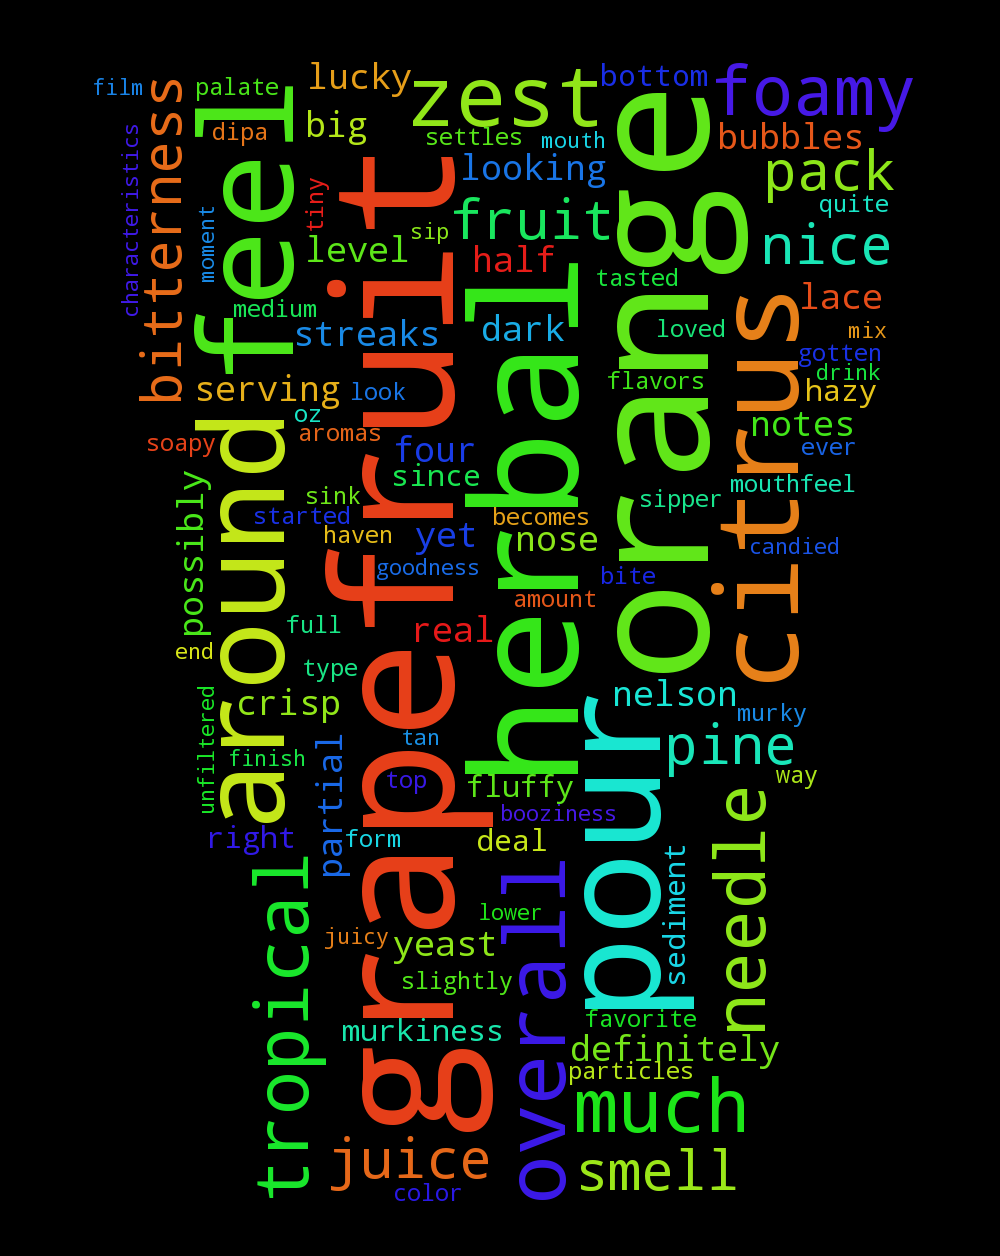 film
palate
lucky
zest
bottom
foamy
bitterness
feel
dipa
big
settles
mouth
orange
bubbles
characteristics
looking
pack
grapefruit
tiny
moment
sip
fruit
quite
level
half
nice
herbal
tasted
medium
streaks
dark
loved
lace
citrus
mix
gotten
drink
serving
look
flavors
hazy
oz
around
soapy
aromas
four
notes
ever
since
mouthfeel
possibly
sink
sipper
started
becomes
haven
yet
nose
candied
goodness
bite
amount
full
real
end
type
nelson
unfiltered
crisp
murky
pour
tan
pine
finish
partial
top
fluffy
way
booziness
needle
right
form
deal
sediment
tropical
overall
lower
juicy
yeast
slightly
favorite
murkiness
definitely
particles
much
juice
smell
color